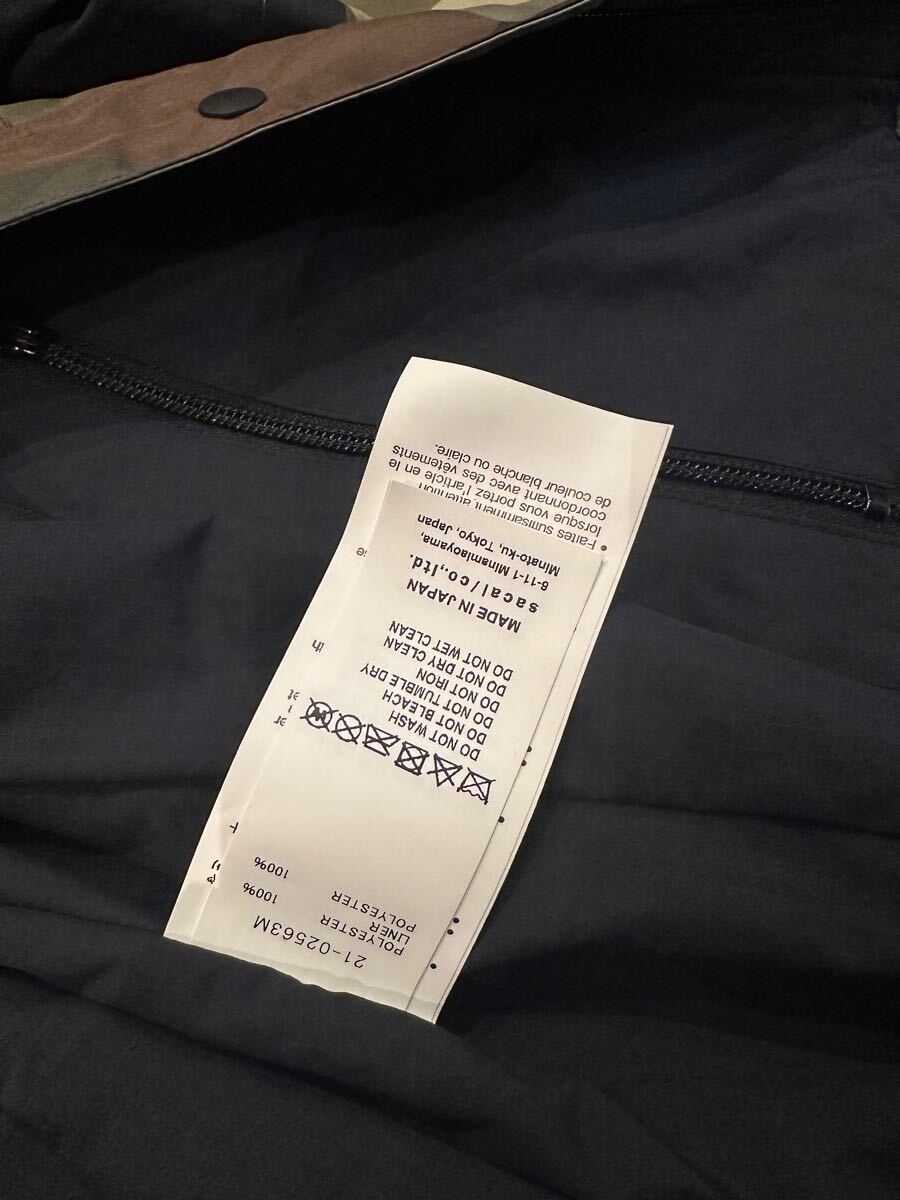 21-02563M
POLYESTER 100%
LINER
POLYESTER 100%
DO NOT WASH
DO NOT BLEACH
DO NOT TUMBLE DRY
DO NOT IRON
DO NOT DRY CLEAN
DO NOT WET CLEAN
MADE IN JAPAN
sacai/co,.ltd.
6-11-1 Minamiaoyama,
Minato-ku, Tokyo, Japan
Faites suffisamment attention
lorsque vous portez l'article en le
coordonnant avec des vêtements
de couleur blanche ou claire.